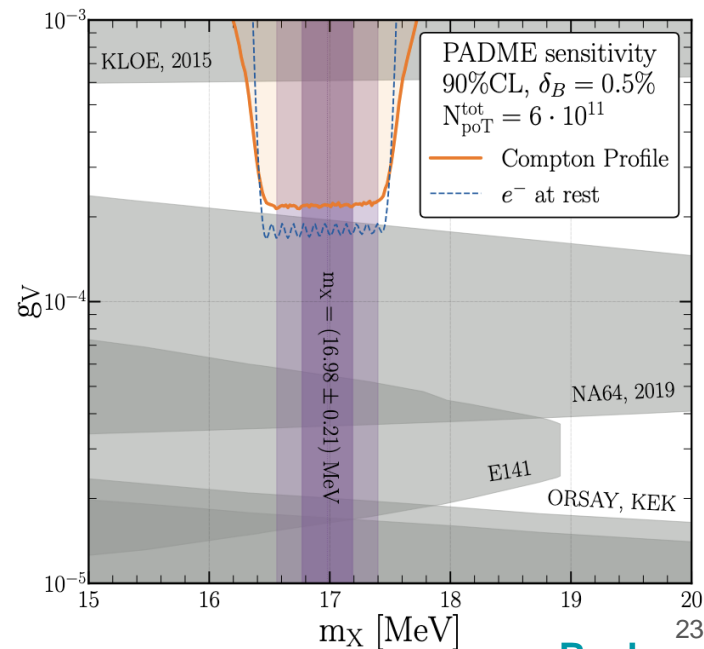 10⁻³
KLOE, 2015
PADME sensitivity
90%CL, δ_B = 0.5%
N_poT^tot = 6 · 10¹¹
Compton Profile
e⁻ at rest
g_V
10⁻⁴
m_X = (16.98 ± 0.21) MeV
NA64, 2019
E141
ORSAY, KEK
10⁻⁵
15 16 17 18 19 20
m_X [MeV]
23